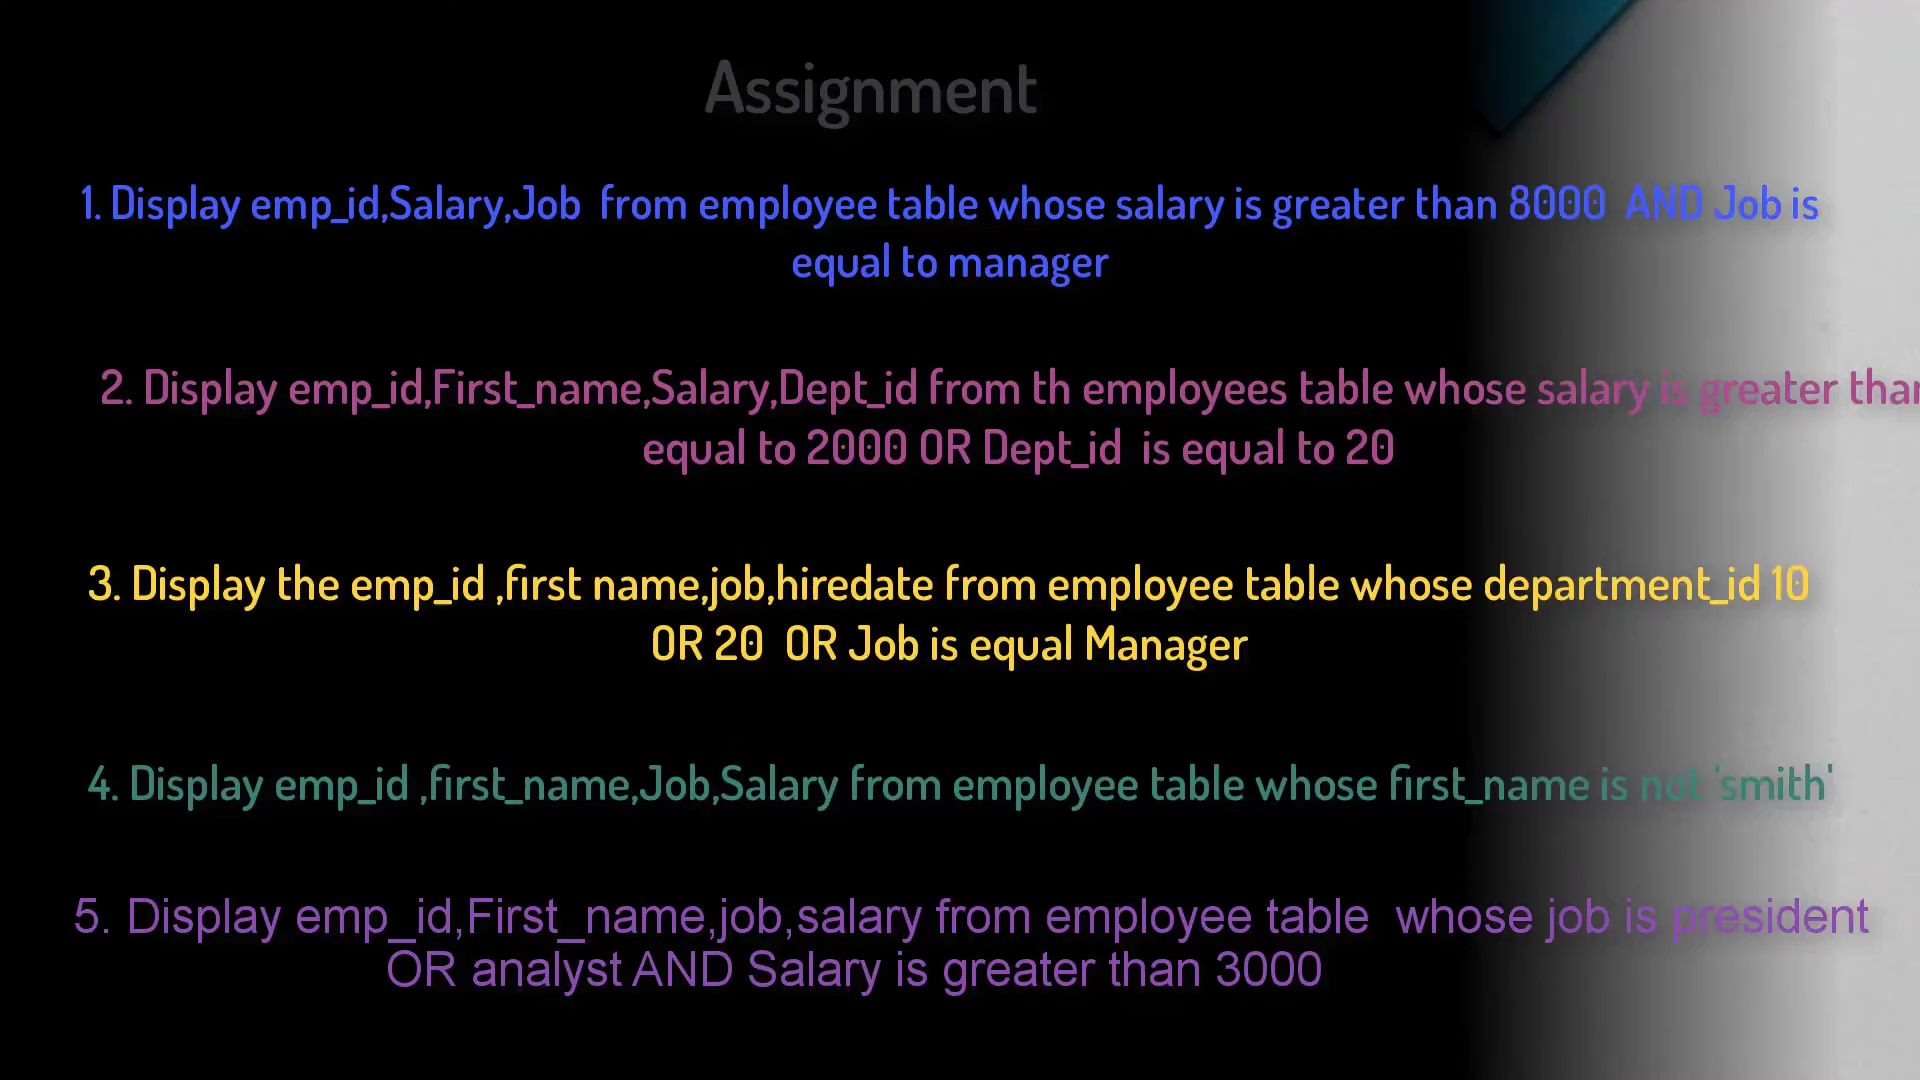 Assignment
1. Display emp_id,Salary,Job from employee table whose salary is greater than 8000 AND Job is
equal to manager
2. Display emp_id,First_name,Salary,Dept_id from th employees table whose salary is greater than
equal to 2000 OR Dept_id is equal to 20
3. Display the emp_id ,first name,job,hiredate from employee table whose department_id 10
OR 20 OR Job is equal Manager
4. Display emp_id ,first_name,Job,Salary from employee table whose first_name is not 'smith'
5. Display emp_id,First_name,job,salary from employee table whose job is president
OR analyst AND Salary is greater than 3000